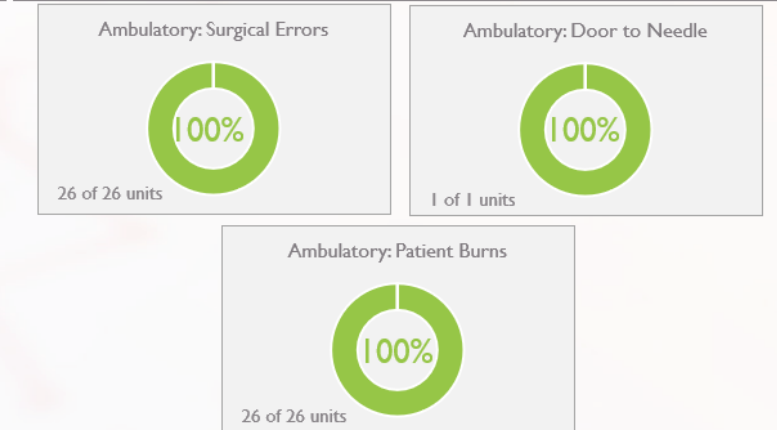 Ambulatory: Surgical Errors
100%
26 of 26 units
Ambulatory: Door to Needle
100%
1 of 1 units
Ambulatory: Patient Burns
100%
26 of 26 units